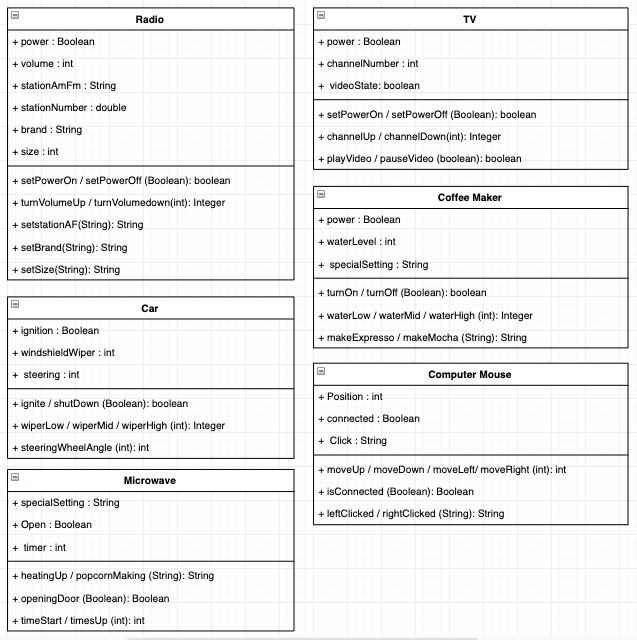 Radio
+ power : Boolean
+ volume : int
+ stationAmFm : String
+ stationNumber : double
+ brand : String
+ size : int
+ setPowerOn / setPowerOff (Boolean): boolean
+ turnVolumeUp / turnVolumedown(int): Integer
+ setstationAF(String): String
+ setBrand(String): String
+ setSize(String): String
Car
+ ignition : Boolean
+ windshieldWiper : int
+ steering : int
+ ignite / shutDown (Boolean): boolean
+ wiperLow / wiperMid / wiperHigh (int): Integer
+ steeringWheelAngle (int): int
Microwave
+ specialSetting : String
+ Open : Boolean
+ timer : int
+ heatingUp / popcornMaking (String): String
+ openingDoor (Boolean): Boolean
+ timeStart / timesUp (int): int
TV
+ power : Boolean
+ channelNumber : int
+ videoState: boolean
+ setPowerOn / setPowerOff (Boolean): boolean
+ channelUp / channelDown(int): Integer
+ playVideo / pauseVideo (boolean): boolean
Coffee Maker
+ power : Boolean
+ waterLevel : int
+ specialSetting : String
+ turnOn / turnOff (Boolean): boolean
+ waterLow / waterMid / waterHigh (int): Integer
+ makeExpresso / makeMocha (String): String
Computer Mouse
+ Position : int
+ connected : Boolean
+ Click : String
+ moveUp / moveDown / moveLeft/ moveRight (int): int
+ isConnected (Boolean): Boolean
+ leftClicked / rightClicked (String): String